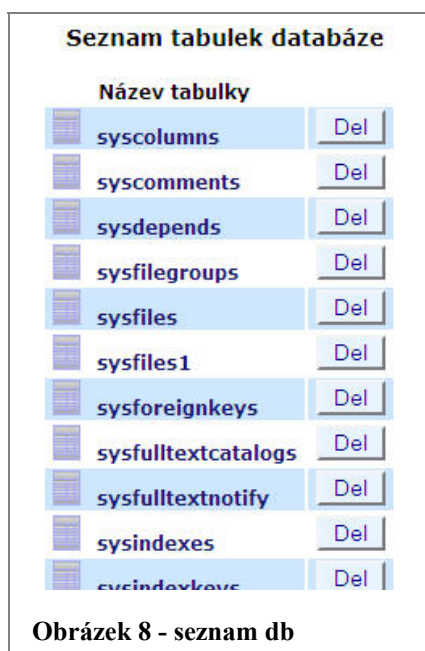 Seznam tabulek databáze
Název tabulky
syscolumns Del
syscomments Del
sysdepends Del
sysfilegroups Del
sysfiles Del
sysfiles1 Del
sysforeignkeys Del
sysfulltextcatalogs Del
sysfulltextnotify Del
sysindexes Del
sysindexkeys Del
Obrázek 8 - seznam db